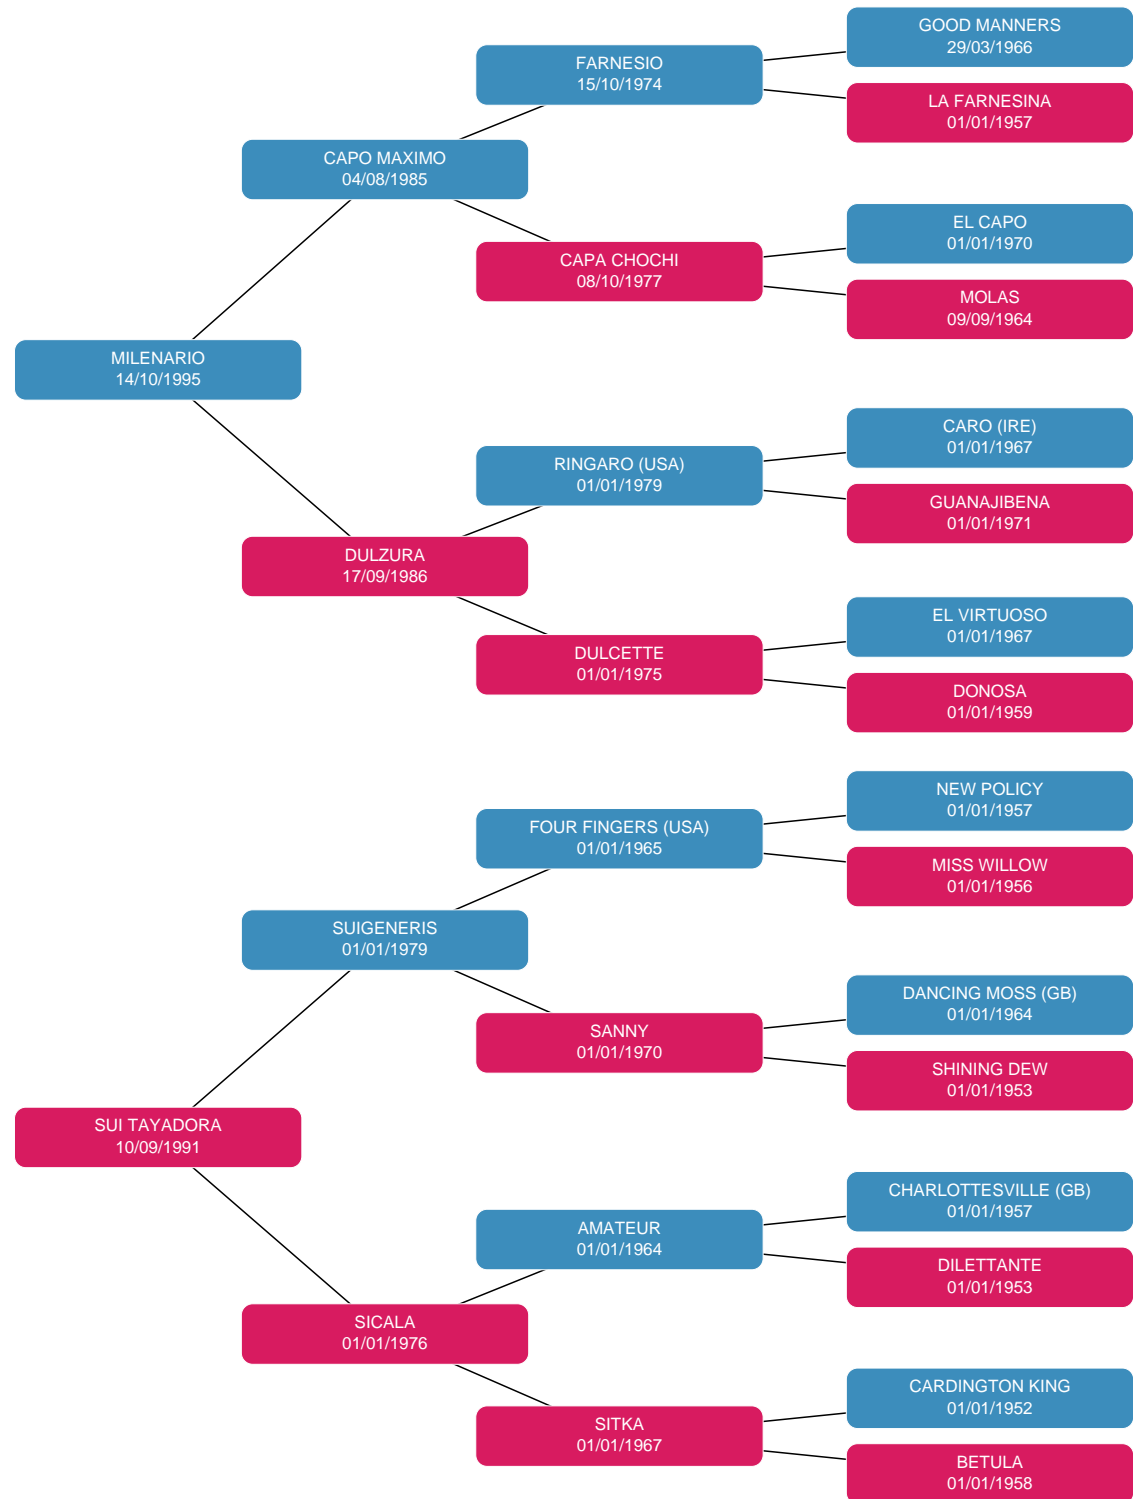 GOOD MANNERS
29/03/1966
FARNESIO
15/10/1974
LA FARNESINA
01/01/1957
CAPO MAXIMO
04/08/1985
EL CAPO
01/01/1970
CAPA CHOCHI
08/10/1977
MOLAS
09/09/1964
MILENARIO
14/10/1995
CARO (IRE)
01/01/1967
RINGARO (USA)
01/01/1979
GUANAJIBENA
01/01/1971
DULZURA
17/09/1986
EL VIRTUOSO
01/01/1967
DULCETTE
01/01/1975
DONOSA
01/01/1959
NEW POLICY
01/01/1957
FOUR FINGERS (USA)
01/01/1965
MISS WILLOW
01/01/1956
SUIGENERIS
01/01/1979
DANCING MOSS (GB)
01/01/1964
SANNY
01/01/1970
SHINING DEW
01/01/1953
SUI TAYADORA
10/09/1991
CHARLOTTESVILLE (GB)
01/01/1957
AMATEUR
01/01/1964
DILETTANTE
01/01/1953
SICALA
01/01/1976
CARDINGTON KING
01/01/1952
SITKA
01/01/1967
BETULA
01/01/1958